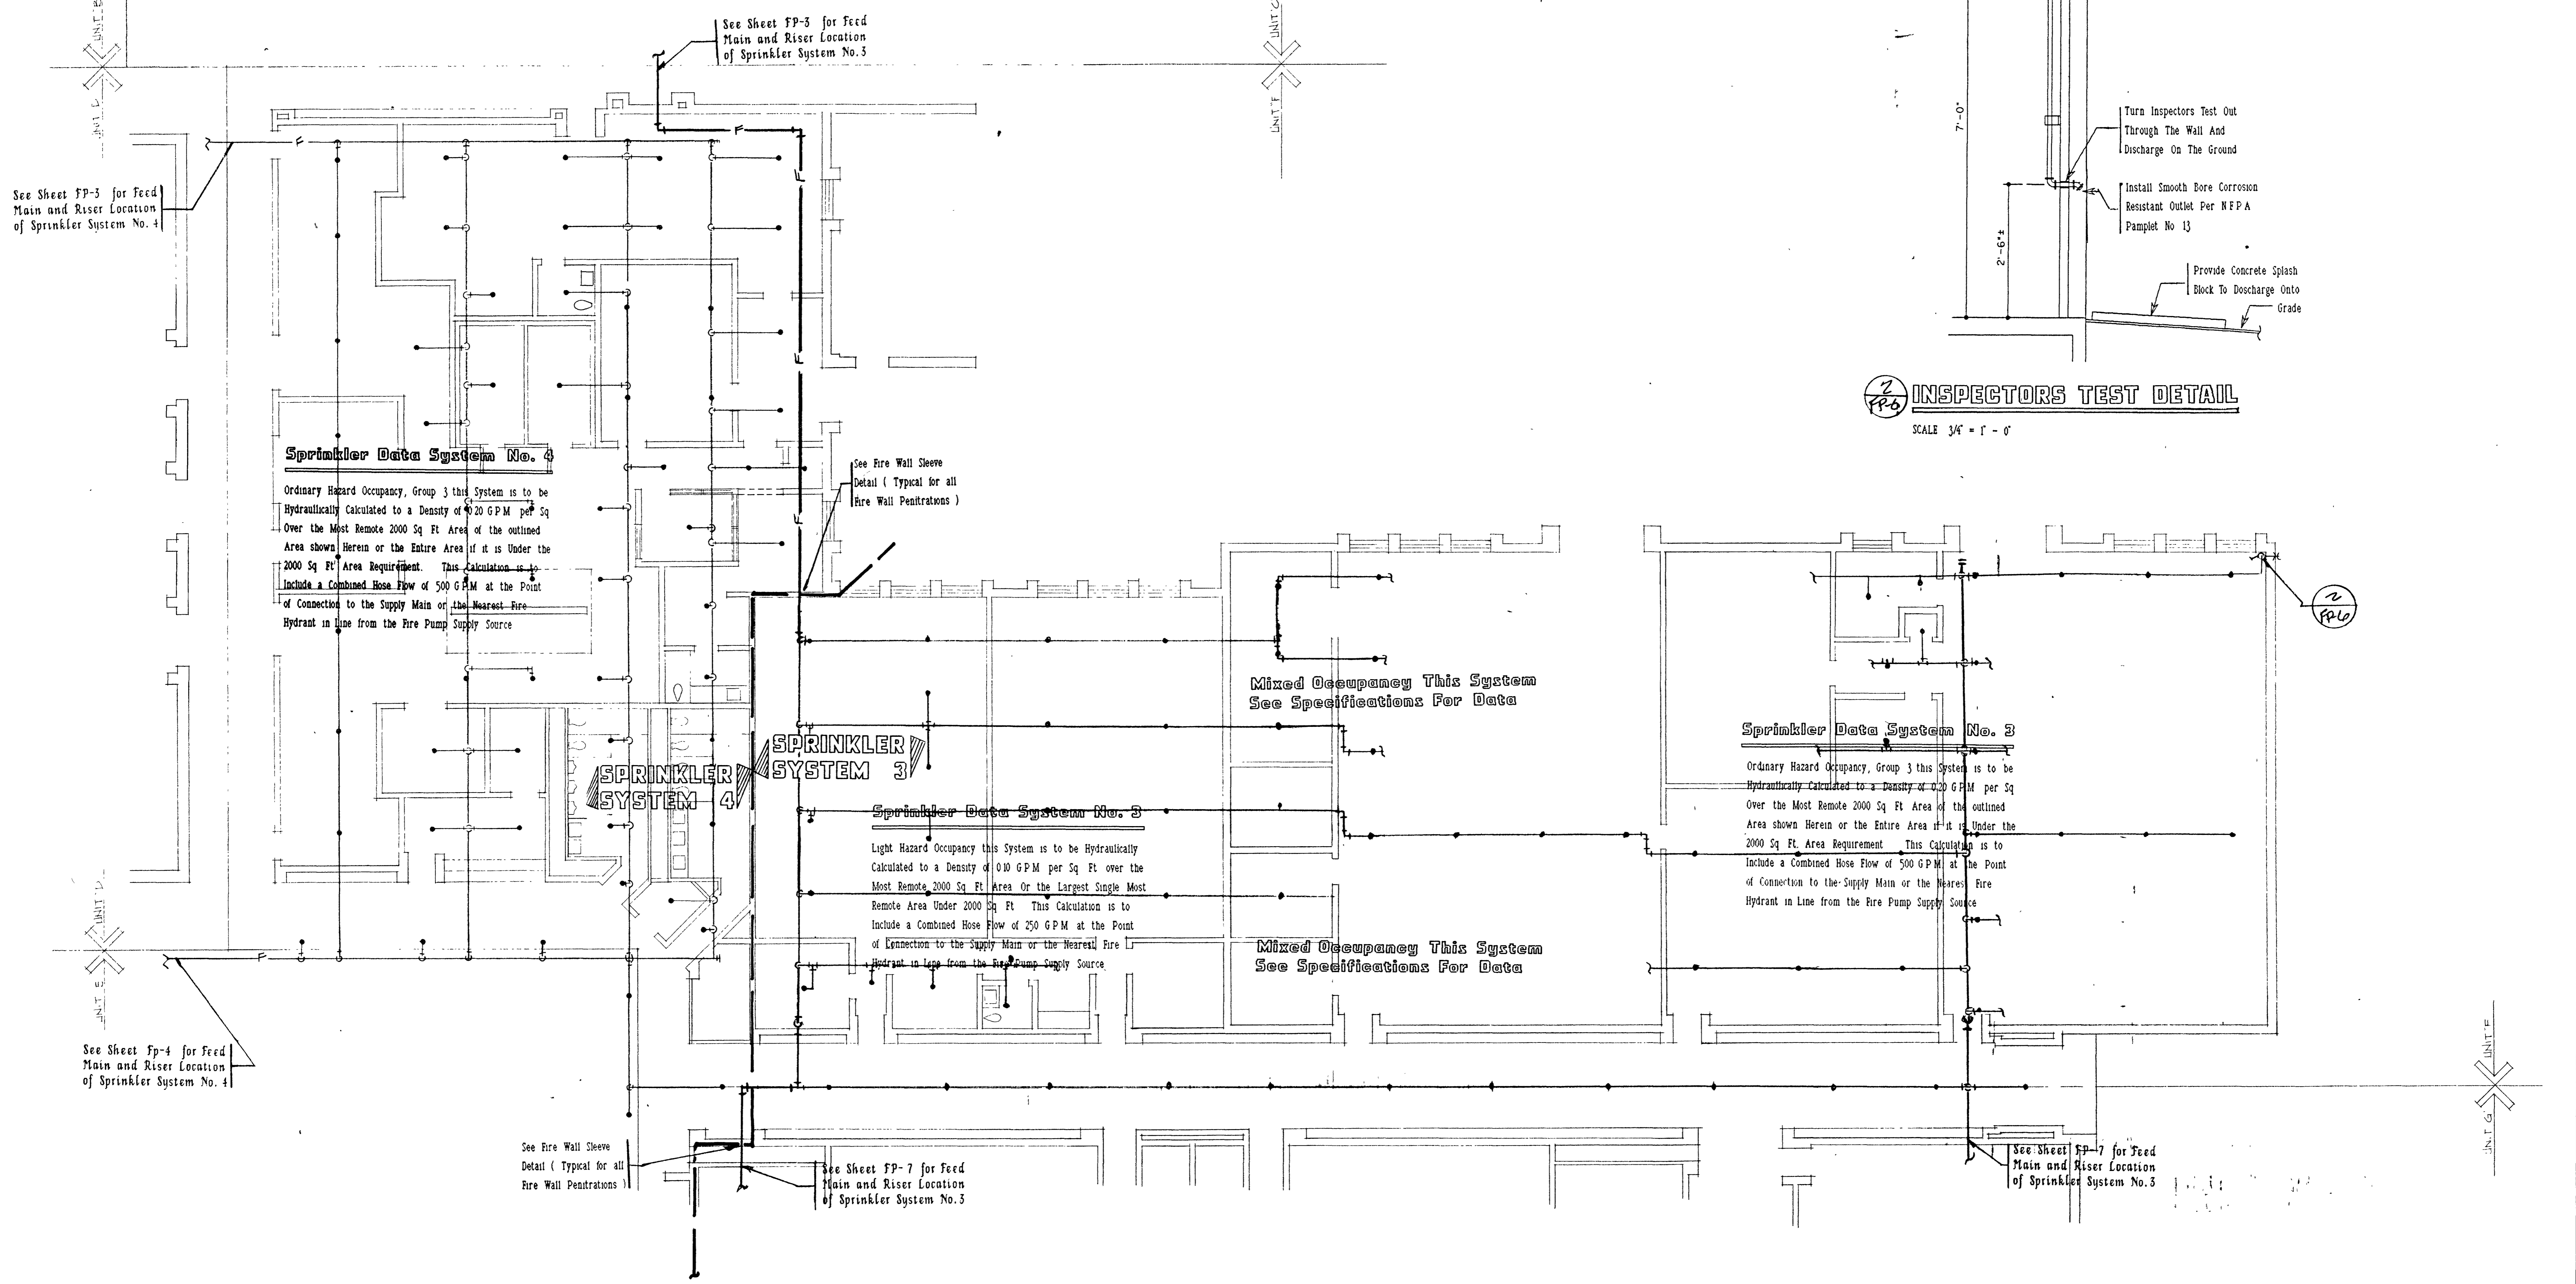 UNIT B
UNIT D
UNIT C
UNIT F
See Sheet FP-3 for Feed
Main and Riser Location
of Sprinkler System No.3
F
F
See Sheet FP-3 for Feed
Main and Riser Location
of Sprinkler System No. 4
F
F
F
7'-0"
2'-6"±
Turn Inspectors Test Out
Through The Wall And
Discharge On The Ground
Install Smooth Bore Corrosion
Resistant Outlet Per N F P A
Pamplet No 13
Provide Concrete Splash
Block To Doscharge Onto
Grade
2
FP-6
INSPECTORS TEST DETAIL
SCALE 3/4" = 1' - 0"
Sprinkler Data System No. 4
Ordinary Hazard Occupancy, Group 3 this System is to be
Hydraulically Calculated to a Density of 0.20 G P M per Sq
Over the Most Remote 2000 Sq Ft Area of the outlined
Area shown Herein or the Entire Area if it is Under the
2000 Sq Ft Area Requirement. This Calculation is to
Include a Combined Hose Flow of 500 G P M at the Point
of Connection to the Supply Main or the Nearest Fire
Hydrant in Line from the Fire Pump Supply Source
See Fire Wall Sleeve
Detail ( Typical for all
Fire Wall Penitrations )
2
FP-6
Mixed Occupancy This System
See Specifications For Data
SPRINKLER
SYSTEM 3
SPRINKLER
SYSTEM 4
Sprinkler Data System No. 3
Light Hazard Occupancy this System is to be Hydraulically
Calculated to a Density of 0.10 G P M per Sq Ft over the
Most Remote 2000 Sq Ft Area Or the Largest Single Most
Remote Area Under 2000 Sq Ft This Calculation is to
Include a Combined Hose Flow of 250 G P M at the Point
of Connection to the Supply Main or the Nearest Fire
Hydrant in Line from the Fire Pump Supply Source
Sprinkler Data System No. 3
Ordinary Hazard Occupancy, Group 3 this System is to be
Hydraulically Calculated to a Density of 0.20 G P M per Sq
Over the Most Remote 2000 Sq Ft Area of the outlined
Area shown Herein or the Entire Area if it is Under the
2000 Sq Ft. Area Requirement This Calculation is to
Include a Combined Hose Flow of 500 G P M at the Point
of Connection to the Supply Main or the Nearest Fire
Hydrant in Line from the Fire Pump Supply Source
Mixed Occupancy This System
See Specifications For Data
UNIT D
UNIT E
F
See Sheet Fp-4 for Feed
Main and Riser Location
of Sprinkler System No. 4
See Fire Wall Sleeve
Detail ( Typical for all
Fire Wall Penitrations )
See Sheet FP-7 for Feed
Main and Riser Location
of Sprinkler System No.3
See Sheet FP-7 for Feed
Main and Riser Location
of Sprinkler System No.3
UNIT F
UNIT G